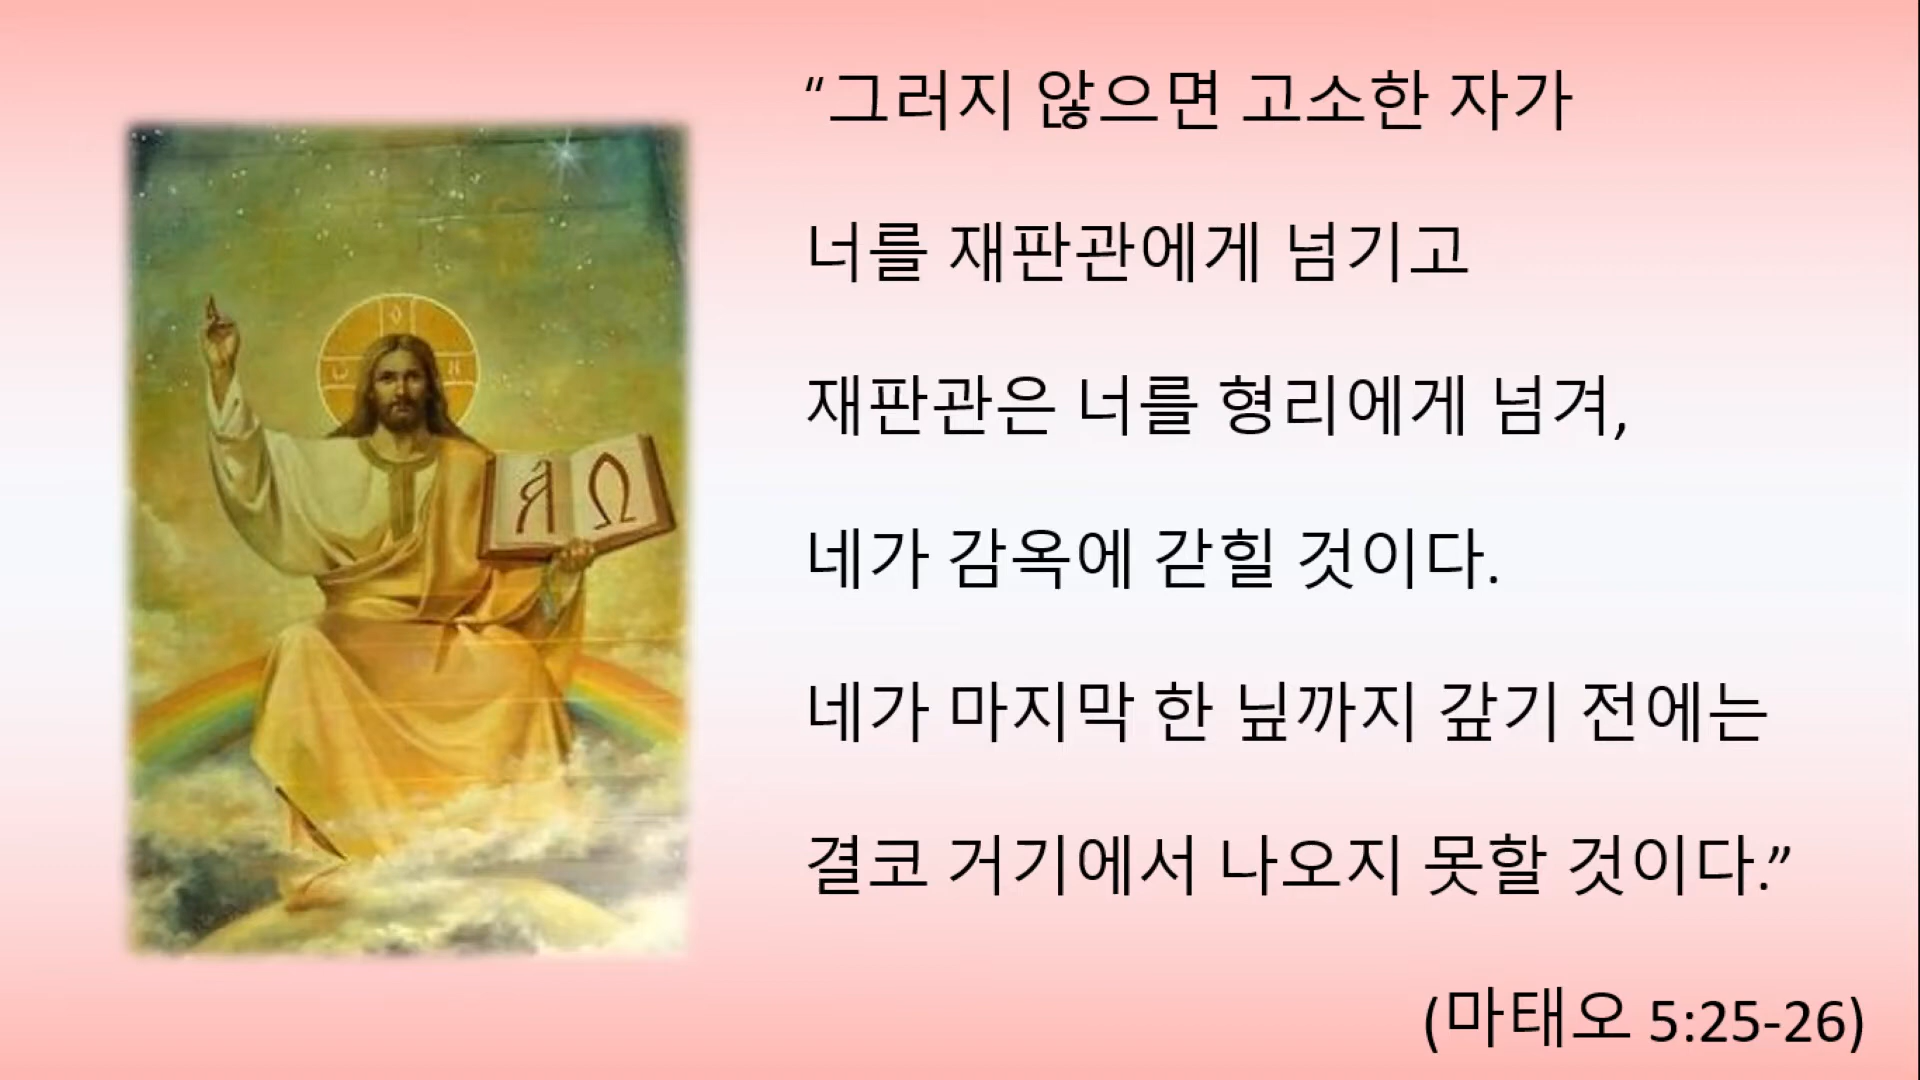 “그러지 않으면 고소한 자가
너를 재판관에게 넘기고
재판관은 너를 형리에게 넘겨,
네가 감옥에 갇힐 것이다.
네가 마지막 한 닢까지 갚기 전에는
결코 거기에서 나오지 못할 것이다.”
(마태오 5:25-26)
Ѧ Ω